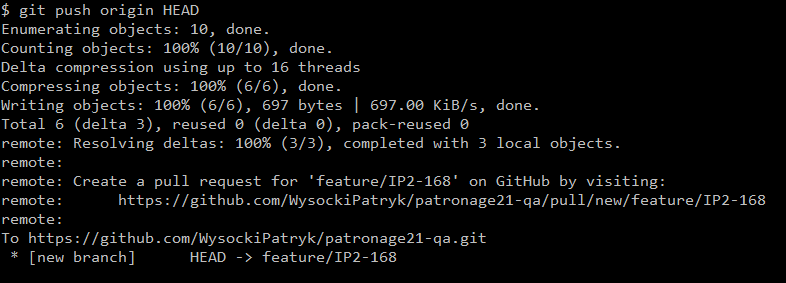 $ git push origin HEAD
Enumerating objects: 10, done.
Counting objects: 100% (10/10), done.
Delta compression using up to 16 threads
Compressing objects: 100% (6/6), done.
Writing objects: 100% (6/6), 697 bytes | 697.00 KiB/s, done.
Total 6 (delta 3), reused 0 (delta 0), pack-reused 0
remote: Resolving deltas: 100% (3/3), completed with 3 local objects.
remote:
remote: Create a pull request for 'feature/IP2-168' on GitHub by visiting:
remote:      https://github.com/WysockiPatryk/patronage21-qa/pull/new/feature/IP2-168
remote:
To https://github.com/WysockiPatryk/patronage21-qa.git
 * [new branch]      HEAD -> feature/IP2-168